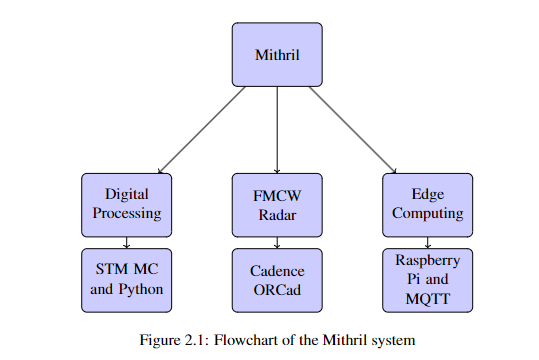 Mithril
Digital
Processing
FMCW
Radar
Edge
Computing
STM MC
and Python
Cadence
ORCad
Raspberry
Pi and
MQTT
Figure 2.1: Flowchart of the Mithril system